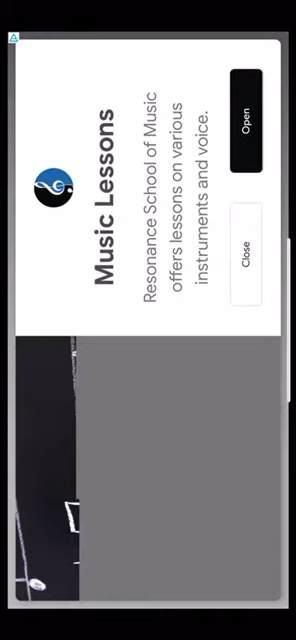 Music Lessons
Resonance School of Music
offers lessons on various
instruments and voice.
Close
Open